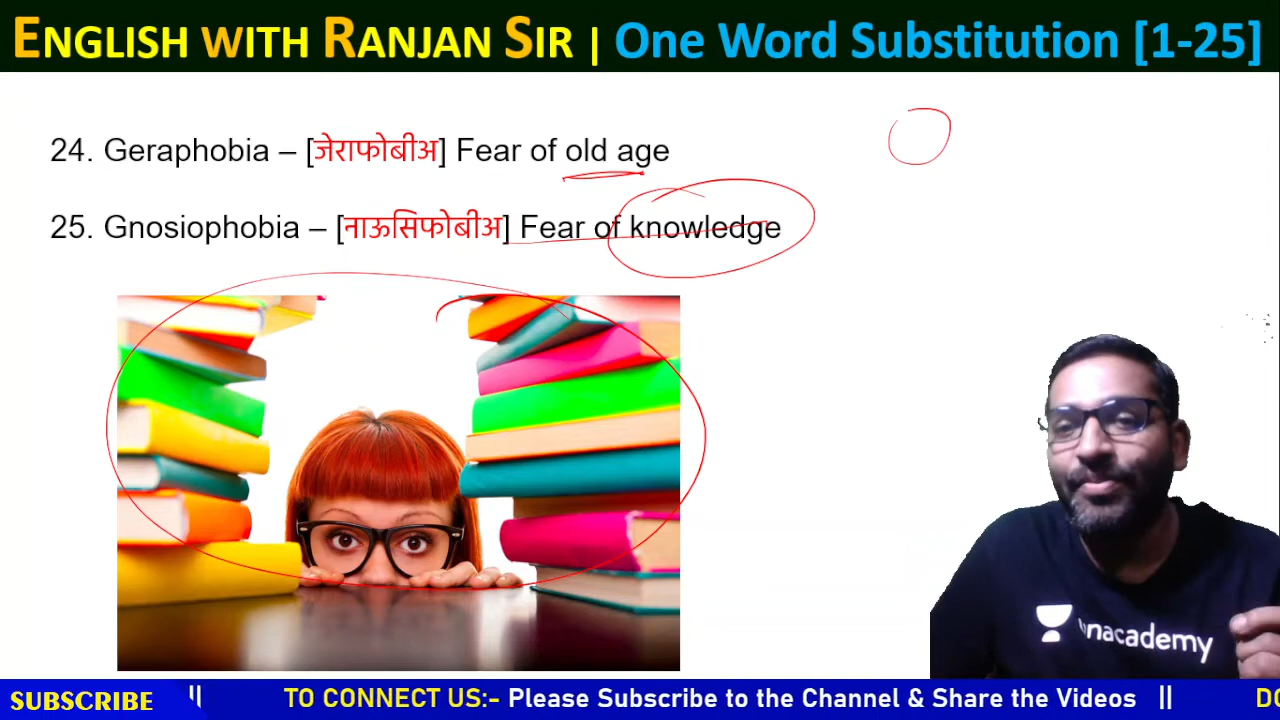 ENGLISH WITH RANJAN SIR | One Word Substitution [1-25]
24. Geraphobia – [जेराफोबीअ] Fear of old age
25. Gnosiophobia – [नाऊसिफोबीअ] Fear of knowledge
unacademy
SUBSCRIBE || TO CONNECT US:- Please Subscribe to the Channel & Share the Videos || DO